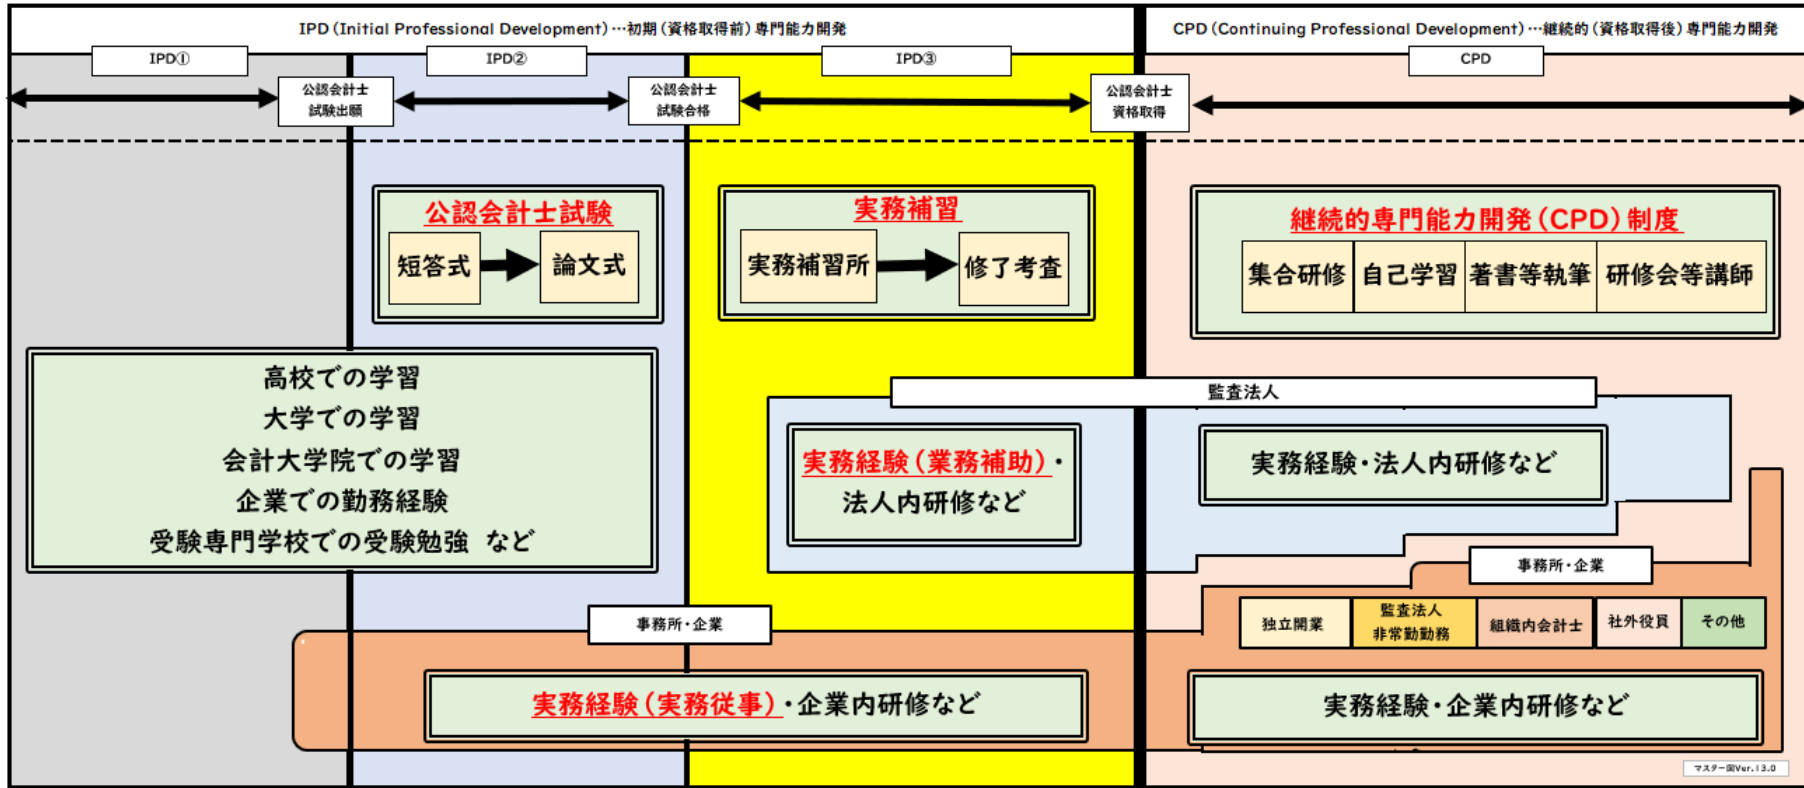 IPD（Initial Professional Development）…初期（資格取得前）専門能力開発
CPD（Continuing Professional Development）…継続的（資格取得後）専門能力開発
IPD①
IPD②
IPD③
CPD
公認会計士
試験出願
公認会計士
試験合格
公認会計士
資格取得
公認会計士試験
短答式
論文式
実務補習
実務補習所
修了考査
継続的専門能力開発（CPD）制度
集合研修
自己学習
著書等執筆
研修会等講師
高校での学習
大学での学習
会計大学院での学習
企業での勤務経験
受験専門学校での受験勉強 など
監査法人
実務経験（業務補助）・
法人内研修など
実務経験・法人内研修など
事務所・企業
実務経験（実務従事）・企業内研修など
事務所・企業
独立開業
監査法人
非常勤勤務
組織内会計士
社外役員
その他
実務経験・企業内研修など
マスター図Ver.13.0